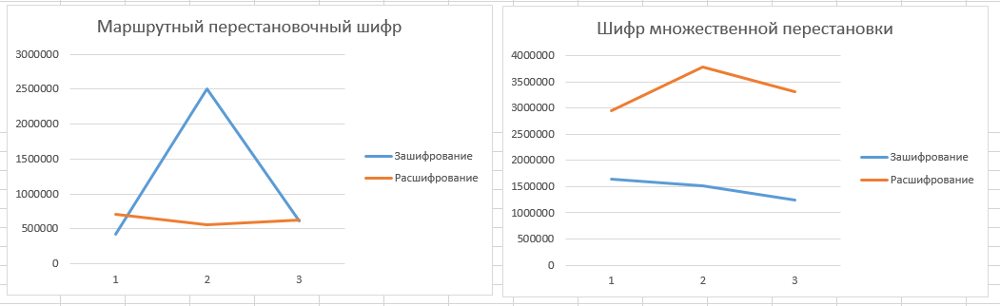 Маршрутный перестановочный шифр
3000000
2500000
2000000
1500000
1000000
500000
0
1 2 3
Зашифрование
Расшифрование
Шифр множественной перестановки
4000000
3500000
3000000
2500000
2000000
1500000
1000000
500000
0
1 2 3
Зашифрование
Расшифрование